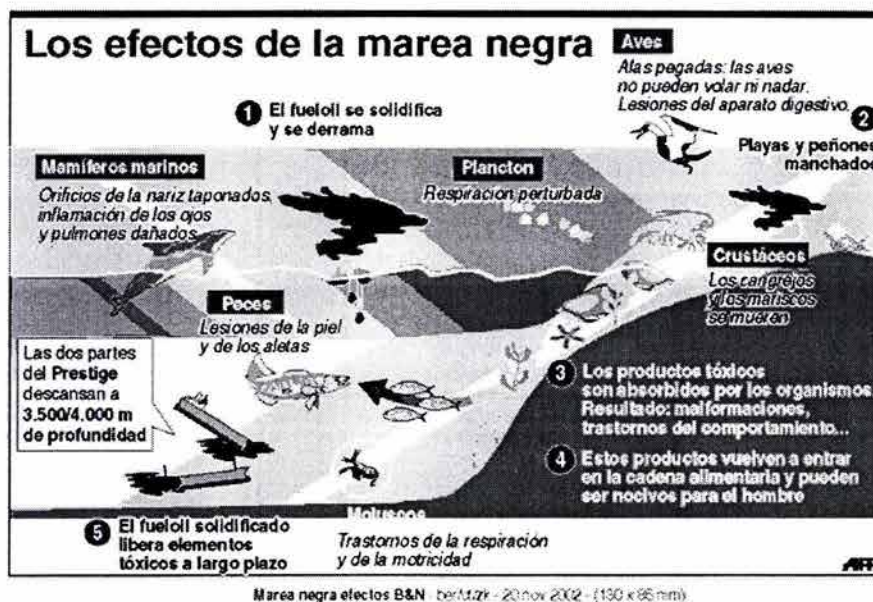 Los efectos de la marea negra
Aves
Alas pegadas: las aves
no pueden volar ni nadar.
Lesiones del aparato digestivo.
1 El fueloil se solidifica
y se derrama
2
Playas y peñones
manchados
Mamíferos marinos
Orificios de la nariz taponados,
inflamación de los ojos
y pulmones dañados
Plancton
Respiración perturbada
Crustáceos
Los cangrejos
y los mariscos
se mueren
Peces
Lesiones de la piel
y de los aletas
Las dos partes
del Prestige
descansan a
3.500/4.000 m
de profundidad
3 Los productos tóxicos
son absorbidos por los organismos.
Resultado: malformaciones,
trastornos del comportamiento...
4 Estos productos vuelven a entrar
en la cadena alimentaria y pueden
ser nocivos para el hombre
Moluscos
Trastornos de la respiración
y de la motricidad
5 El fueloil solidificado
libera elementos
tóxicos a largo plazo
AFP
Marea negra efectos B&N - 20 nov 2002 - (130 x 86 mm)